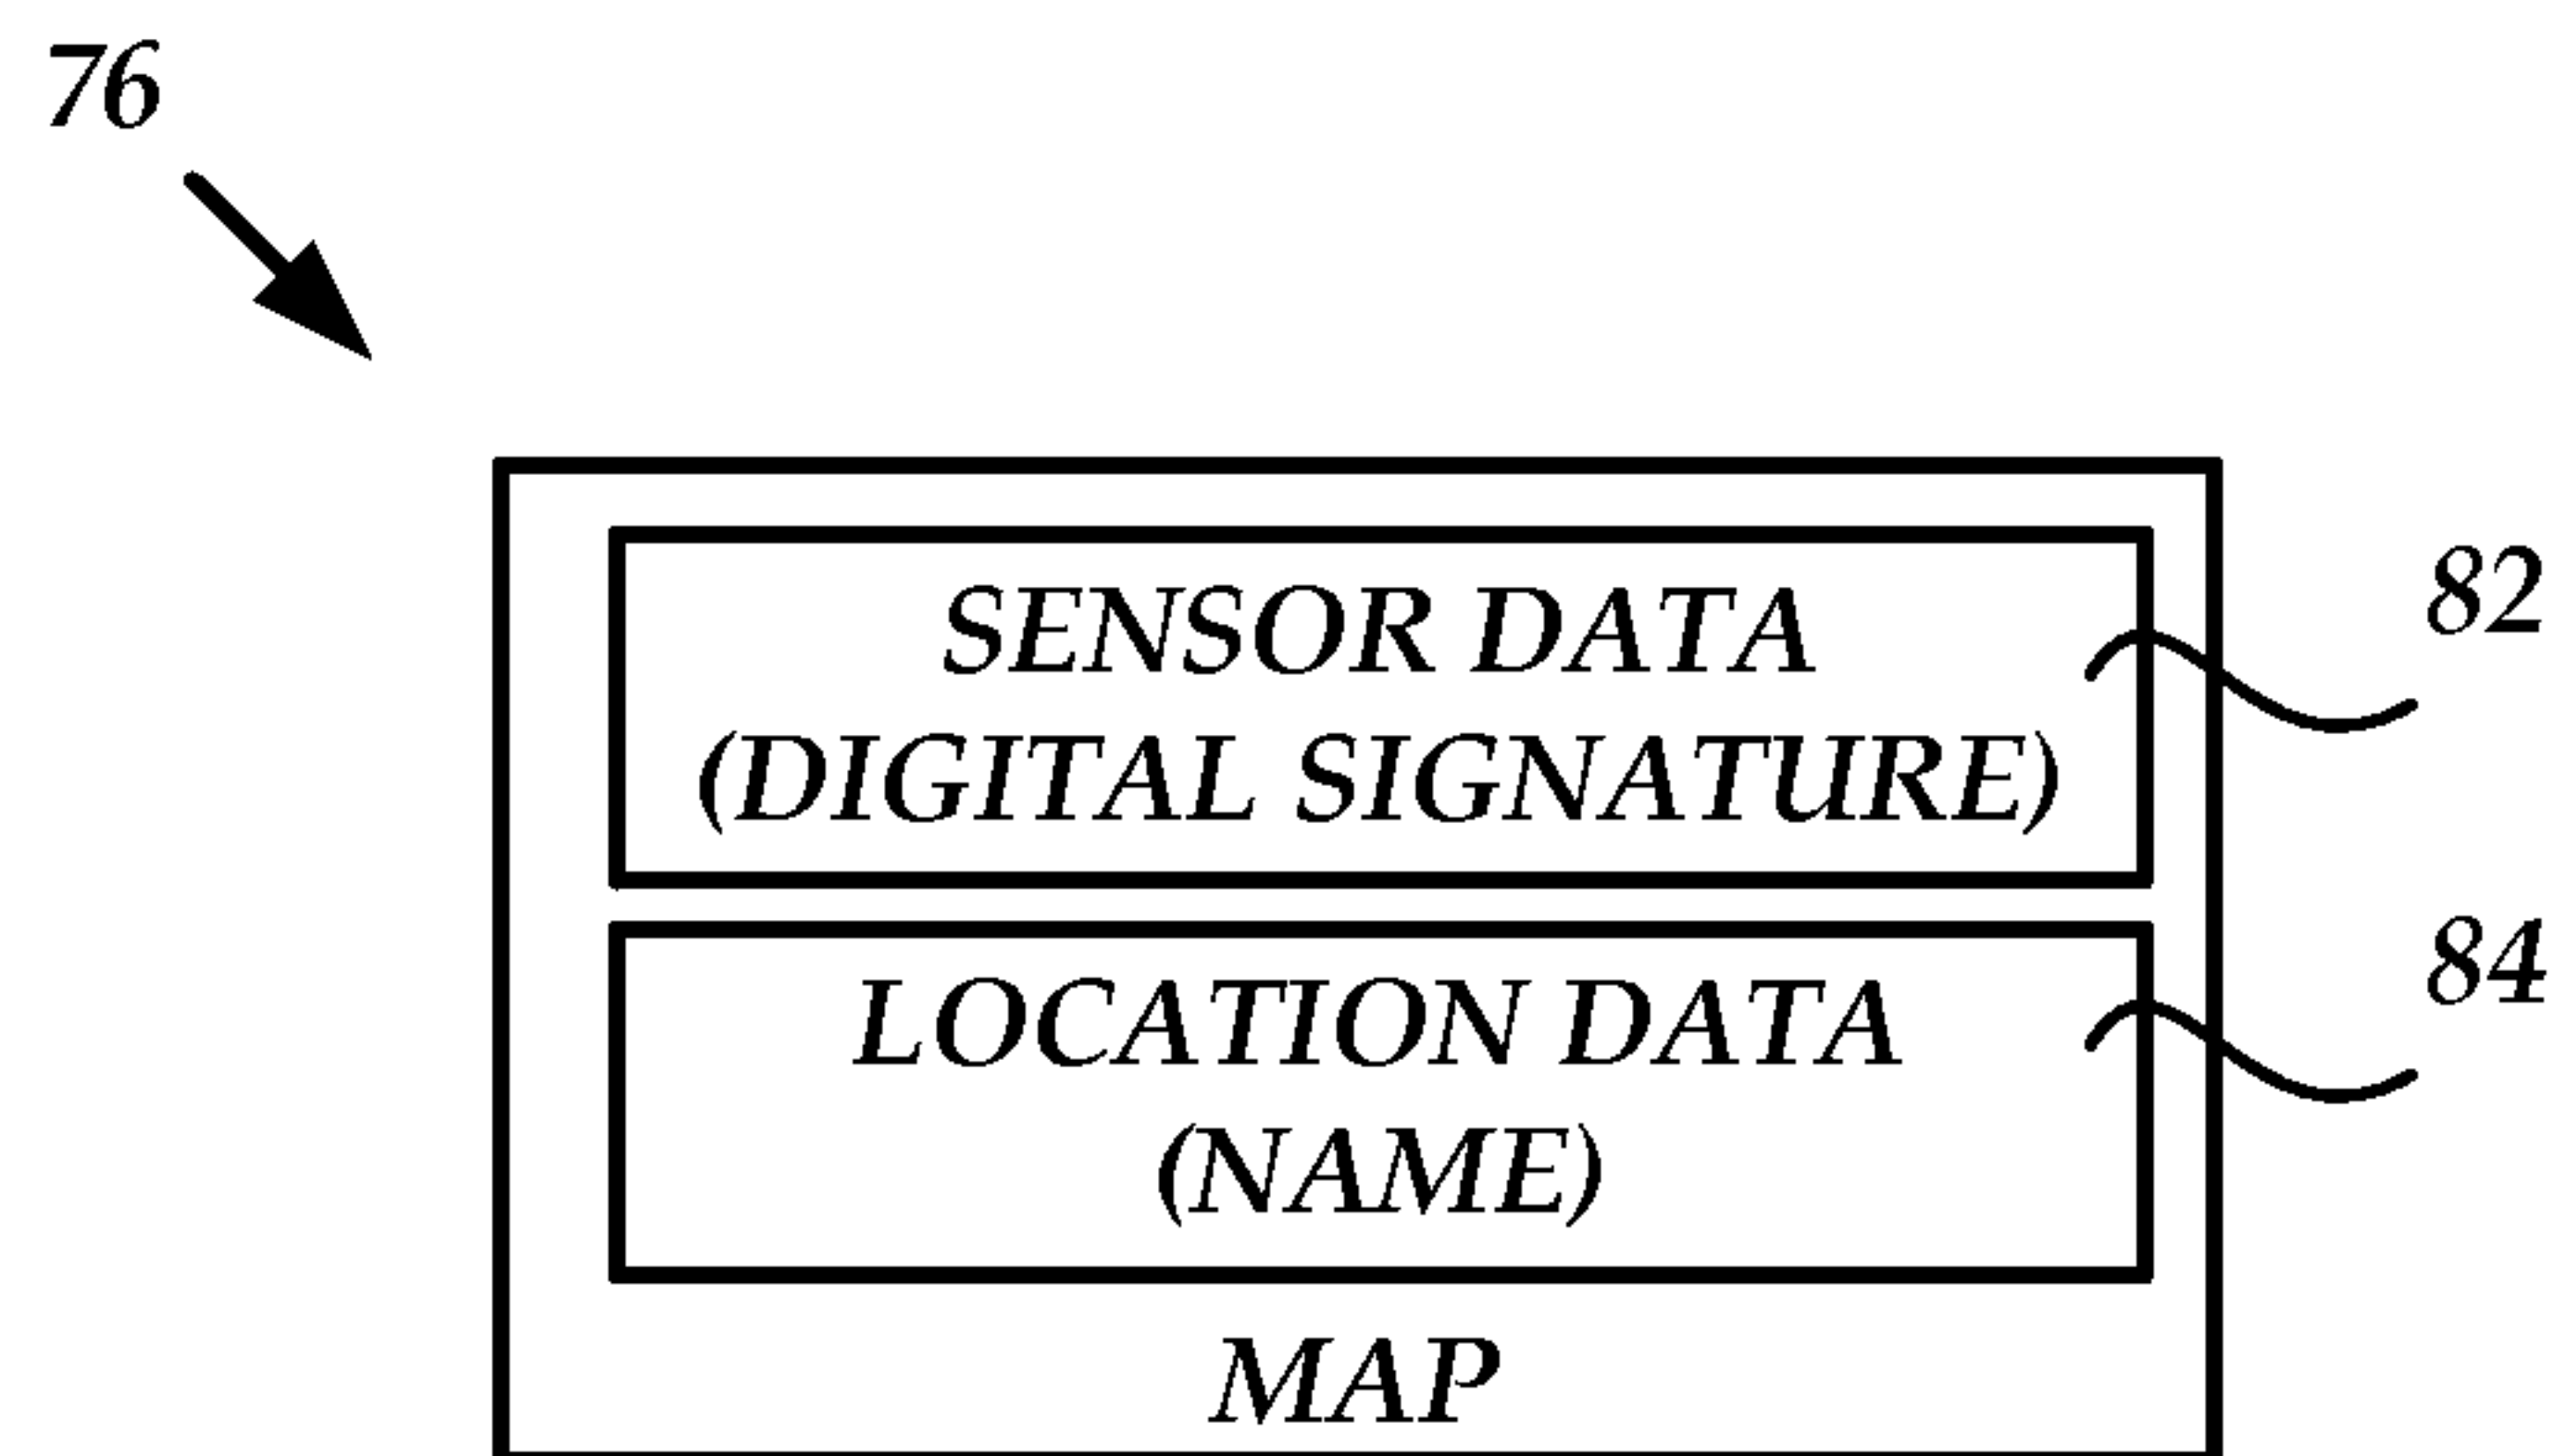 76
SENSOR DATA
(DIGITAL SIGNATURE)
82
LOCATION DATA
(NAME)
84
MAP